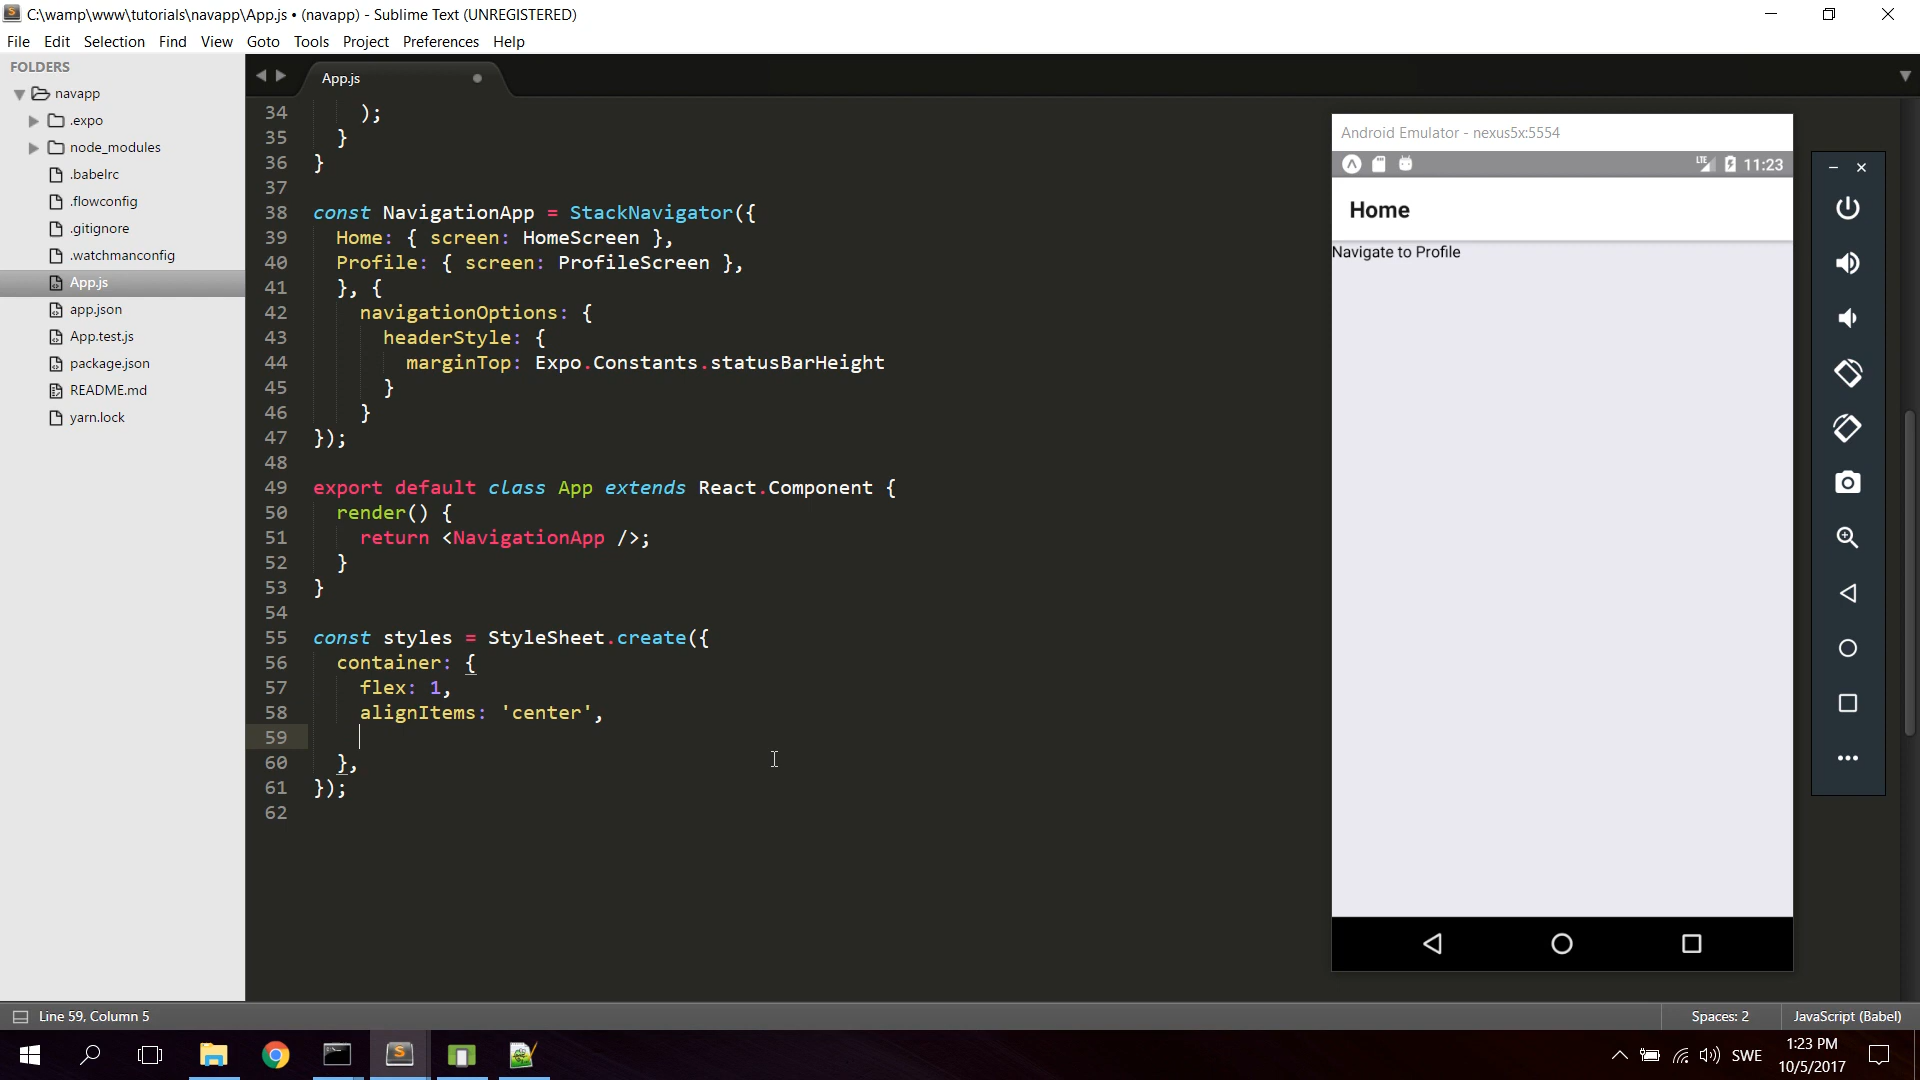 C:\wamp\www\tutorials\navapp\App.js • (navapp) - Sublime Text (UNREGISTERED)
File Edit Selection Find View Goto Tools Project Preferences Help
FOLDERS
navapp
.expo
node_modules
.babelrc
.flowconfig
.gitignore
.watchmanconfig
App.js
app.json
App.test.js
package.json
README.md
yarn.lock
App.js
34 );
35 }
36 }
37
38 const NavigationApp = StackNavigator({
39 Home: { screen: HomeScreen },
40 Profile: { screen: ProfileScreen },
41 }, {
42 navigationOptions: {
43 headerStyle: {
44 marginTop: Expo.Constants.statusBarHeight
45 }
46 }
47 });
48
49 export default class App extends React.Component {
50 render() {
51 return <NavigationApp />;
52 }
53 }
54
55 const styles = StyleSheet.create({
56 container: {
57 flex: 1,
58 alignItems: 'center',
59
60 },
61 });
62
Android Emulator - nexus5x:5554
LTE 11:23
Home
Navigate to Profile
Line 59, Column 5
Spaces: 2
JavaScript (Babel)
SWE
1:23 PM
10/5/2017